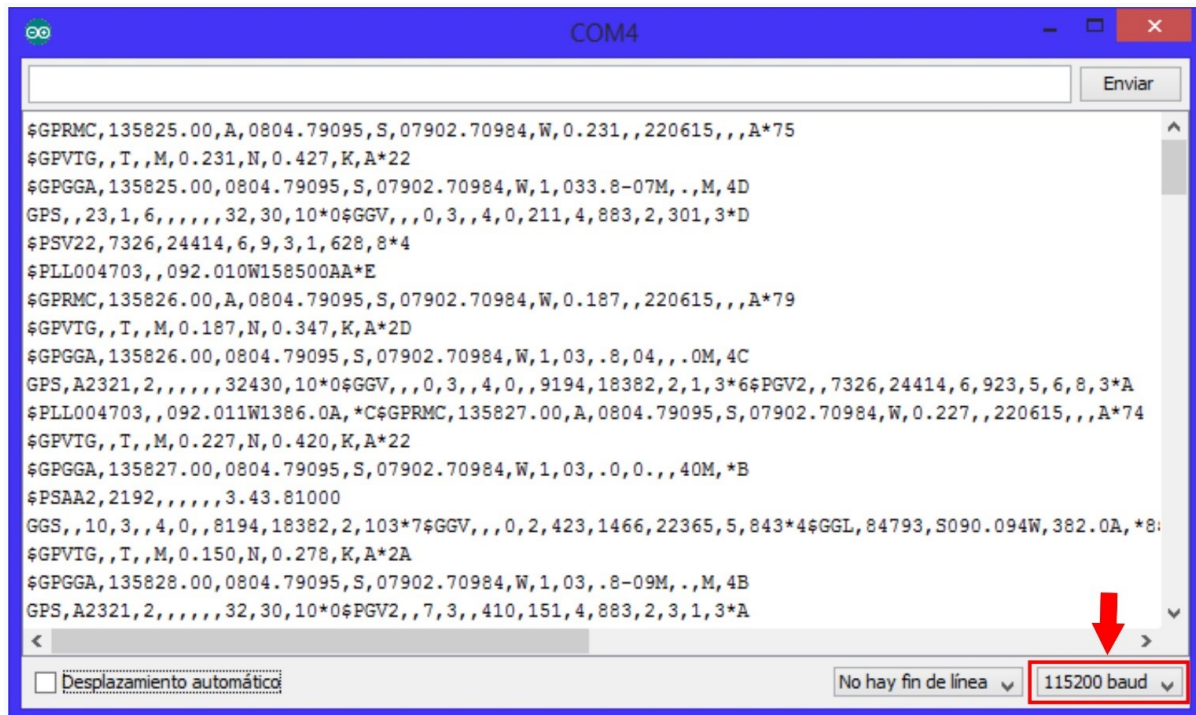 COM4
Enviar
$GPRMC,135825.00,A,0804.79095,S,07902.70984,W,0.231,,220615,,,A*75
$GPVTG,,T,,M,0.231,N,0.427,K,A*22
$GPGGA,135825.00,0804.79095,S,07902.70984,W,1,033.8-07M,.,M,4D
GPS,,23,1,6,,,,,,32,30,10*0$GGV,,,0,3,,4,0,211,4,883,2,301,3*D
$PSV22,7326,24414,6,9,3,1,628,8*4
$PLL004703,,092.010W158500AA*E
$GPRMC,135826.00,A,0804.79095,S,07902.70984,W,0.187,,220615,,,A*79
$GPVTG,,T,,M,0.187,N,0.347,K,A*2D
$GPGGA,135826.00,0804.79095,S,07902.70984,W,1,03,.8,04,,.0M,4C
GPS,A2321,2,,,,,,32430,10*0$GGV,,,0,3,,4,0,,9194,18382,2,1,3*6$PGV2,,7326,24414,6,923,5,6,8,3*A
$PLL004703,,092.011W1386.0A,*C$GPRMC,135827.00,A,0804.79095,S,07902.70984,W,0.227,,220615,,,A*74
$GPVTG,,T,,M,0.227,N,0.420,K,A*22
$GPGGA,135827.00,0804.79095,S,07902.70984,W,1,03,.0,0.,,40M,*B
$PSAA2,2192,,,,,,3.43.81000
GGS,,10,3,,4,0,,8194,18382,2,103*7$GGV,,,0,2,423,1466,22365,5,843*4$GGL,84793,S090.094W,382.0A,*8
$GPVTG,,T,,M,0.150,N,0.278,K,A*2A
$GPGGA,135828.00,0804.79095,S,07902.70984,W,1,03,.8-09M,.,M,4B
GPS,A2321,2,,,,,,32,30,10*0$PGV2,,7,3,,410,151,4,883,2,3,1,3*A
Desplazamiento automático
No hay fin de línea
115200 baud